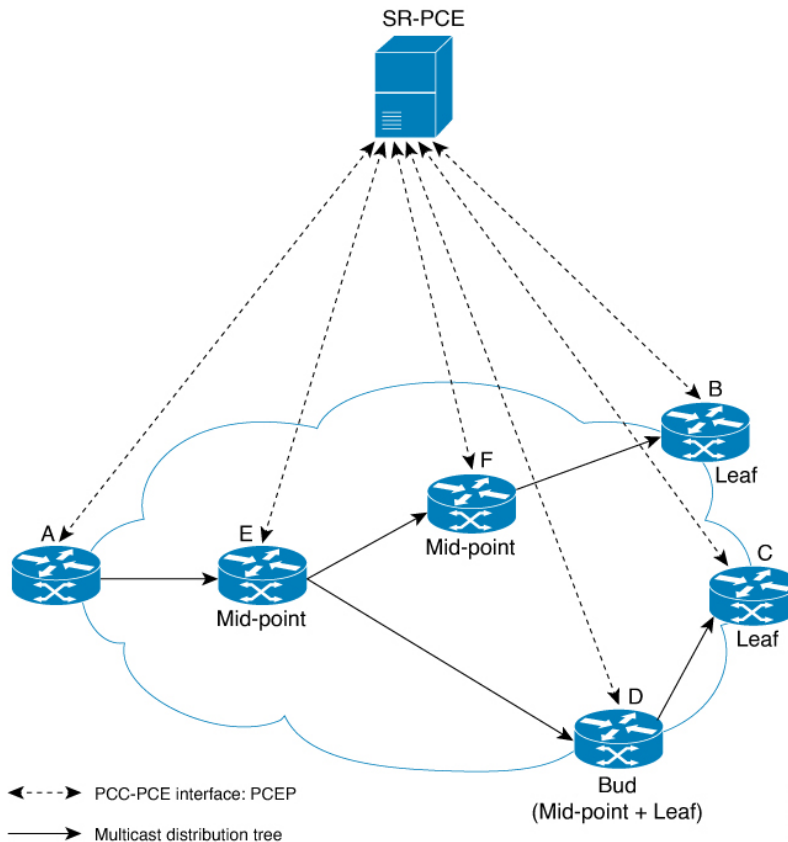 SR-PCE
B
Leaf
F
Mid-point
A
E
Mid-point
C
Leaf
D
Bud
(Mid-point + Leaf)
PCC-PCE interface: PCEP
Multicast distribution tree